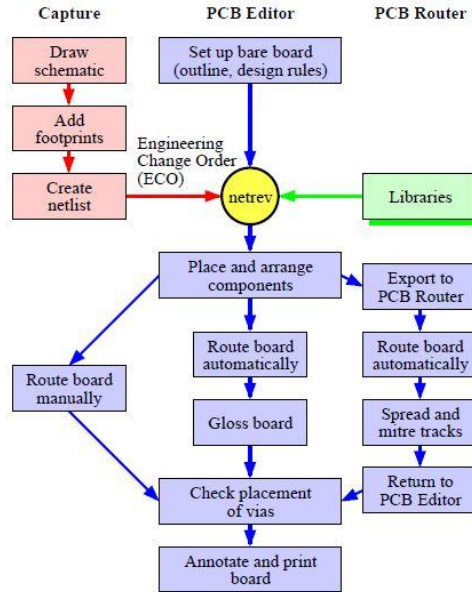 Capture
PCB Editor
PCB Router
Draw
schematic
Set up bare board
(outline, design rules)
Add
footprints
Engineering
Change Order
(ECO)
Create
netlist
netrev
Libraries
Place and arrange
components
Export to
PCB Router
Route board
manually
Route board
automatically
Route board
automatically
Gloss board
Spread and
mitre tracks
Check placement
of vias
Return to
PCB Editor
Annotate and print
board